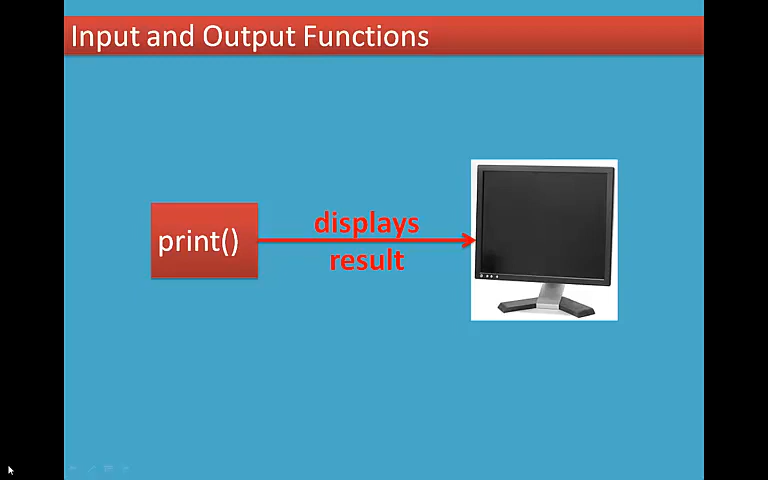 Input and Output Functions
print()
displays
result